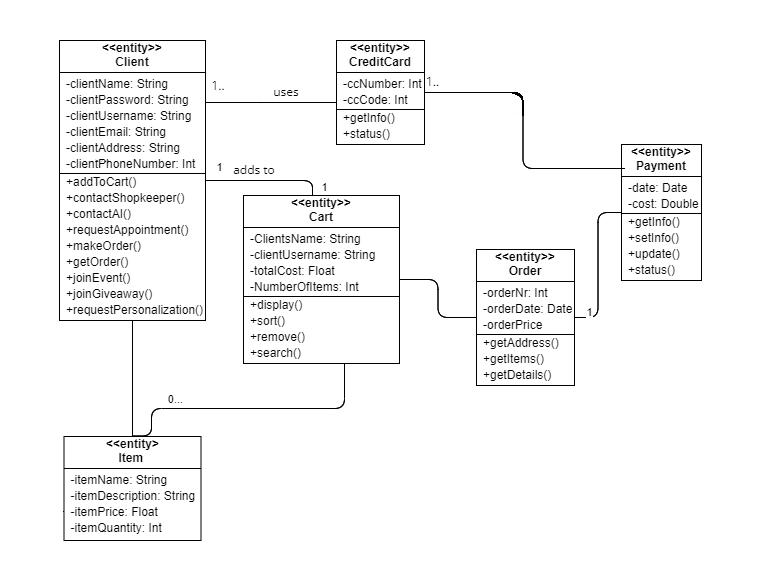 <<entity>>
Client
-clientName: String
-clientPassword: String
-clientUsername: String
-clientEmail: String
-clientAddress: String
-clientPhoneNumber: Int
+addToCart()
+contactShopkeeper()
+contactAI()
+requestAppointment()
+makeOrder()
+getOrder()
+joinEvent()
+joinGiveaway()
+requestPersonalization()
1..
uses
<<entity>>
CreditCard
-ccNumber: Int
-ccCode: Int
+getInfo()
+status()
1..
1 adds to
1
<<entity>>
Cart
-ClientsName: String
-clientUsername: String
-totalCost: Float
-NumberOfItems: Int
+display()
+sort()
+remove()
+search()
<<entity>>
Payment
-date: Date
-cost: Double
+getInfo()
+setInfo()
+update()
+status()
<<entity>>
Order
-orderNr: Int
-orderDate: Date
-orderPrice
+getAddress()
+getItems()
+getDetails()
1
0...
<<entity>
Item
-itemName: String
-itemDescription: String
-itemPrice: Float
-itemQuantity: Int